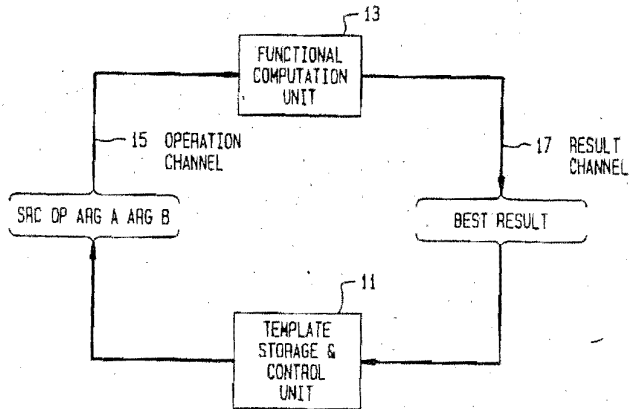 13
FUNCTIONAL
COMPUTATION
UNIT
15 OPERATION
CHANNEL
17 RESULT
CHANNEL
SRC OP ARG A ARG B
BEST RESULT
11
TEMPLATE
STORAGE &
CONTROL
UNIT